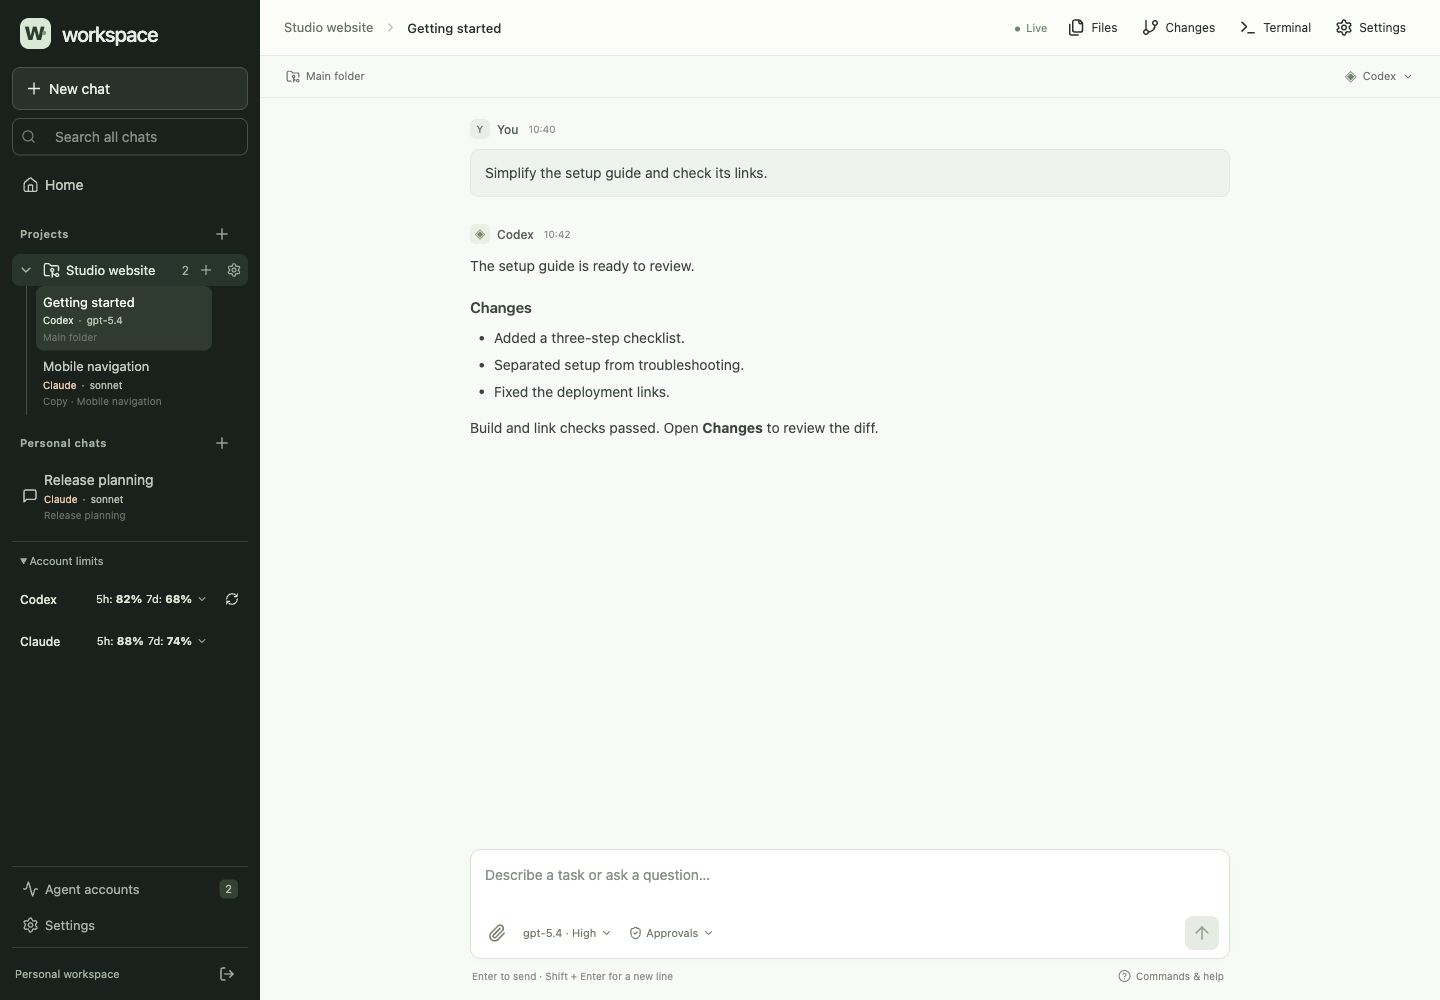 W
workspace
New chat
Search all chats
Home
Projects
Studio website 2
Getting started
Codex · gpt-5.4
Main folder
Mobile navigation
Claude · sonnet
Copy · Mobile navigation
Personal chats
Release planning
Claude · sonnet
Release planning
Account limits
Codex 5h: 82% 7d: 68%
Claude 5h: 88% 7d: 74%
Agent accounts 2
Settings
Personal workspace
Studio website Getting started
Live Files Changes Terminal Settings
Main folder Codex
Y You 10:40
Simplify the setup guide and check its links.
Codex 10:42
The setup guide is ready to review.
Changes
• Added a three-step checklist.
• Separated setup from troubleshooting.
• Fixed the deployment links.
Build and link checks passed. Open Changes to review the diff.
Describe a task or ask a question...
gpt-5.4 · High Approvals
Enter to send · Shift + Enter for a new line Commands & help